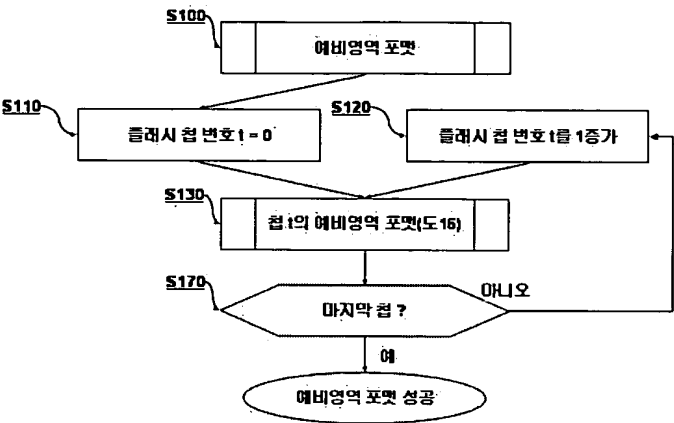 S100
예비영역 포맷
S110
플래시 칩 번호 t = 0
S120
플래시 칩 번호 t를 1증가
S130
칩 t의 예비영역 포맷(도16)
S170
마지막 칩 ?
아니오
예
예비영역 포맷 성공